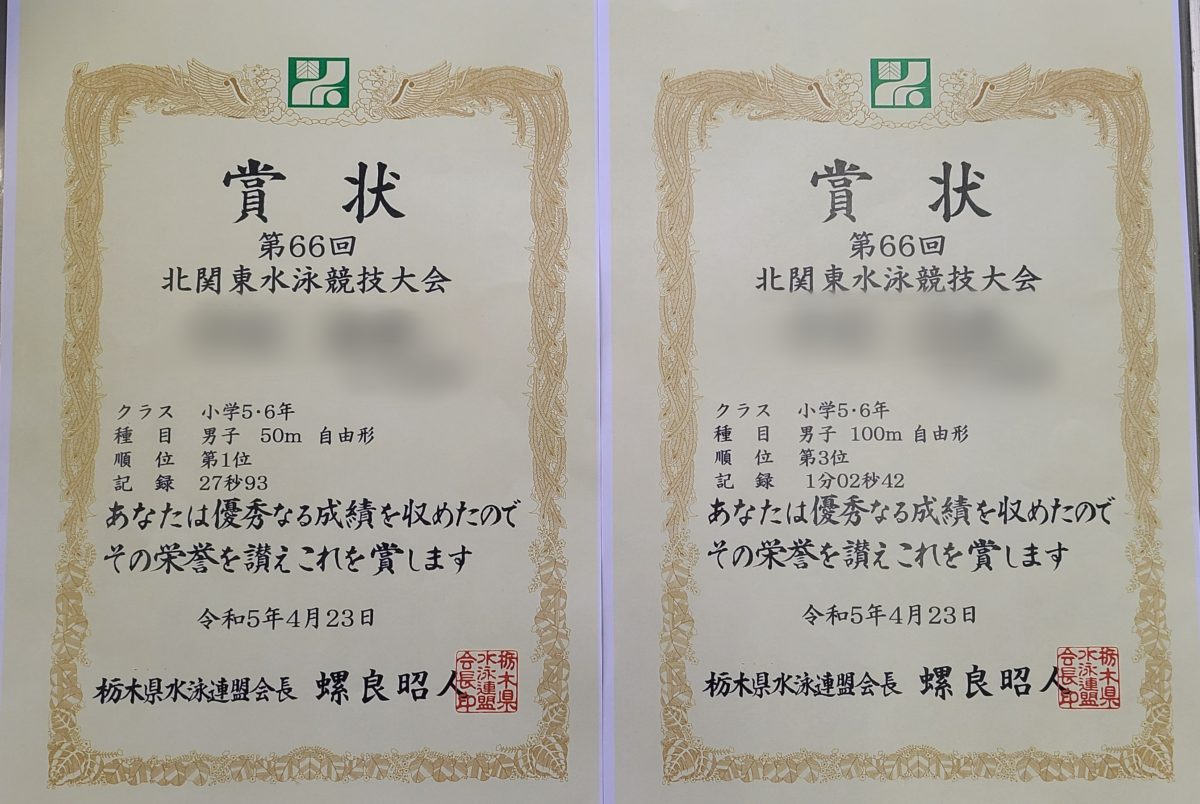 賞 状
第66回
北関東水泳競技大会
クラス 小学5・6年
種 目 男子 50m 自由形
順 位 第1位
記 録 27秒93
あなたは優秀なる成績を収めたので
その栄誉を讃えこれを賞します
令和5年4月23日
栃木県水泳連盟会長 螺良昭人
栃木県
水泳連盟
会長印
賞 状
第66回
北関東水泳競技大会
クラス 小学5・6年
種 目 男子 100m 自由形
順 位 第3位
記 録 1分02秒42
あなたは優秀なる成績を収めたので
その栄誉を讃えこれを賞します
令和5年4月23日
栃木県水泳連盟会長 螺良昭人
栃木県
水泳連盟
会長印